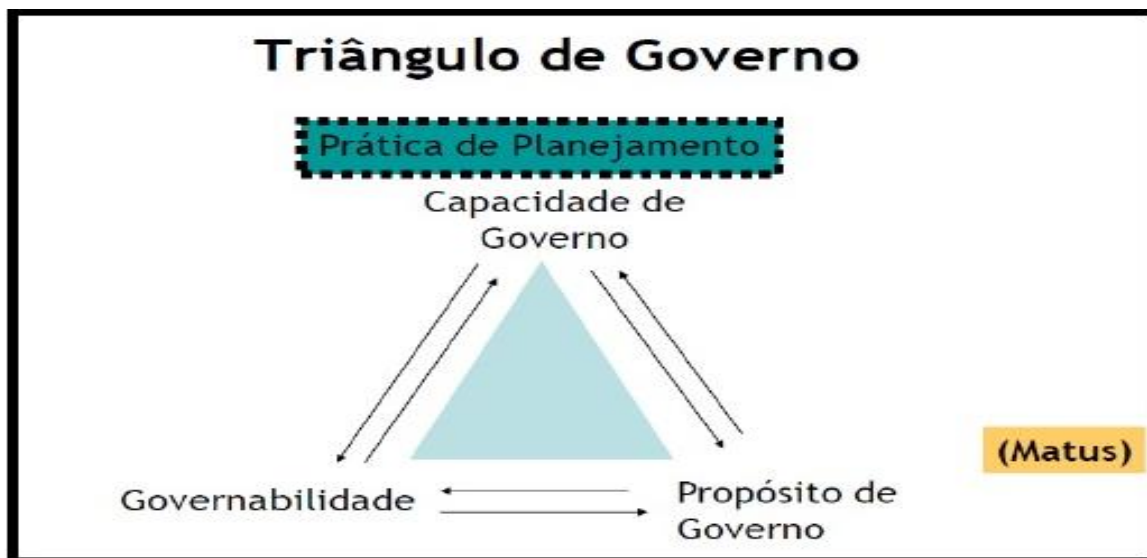 Triângulo de Governo
Prática de Planejamento
Capacidade de
Governo
(Matus)
Governabilidade
Propósito de
Governo